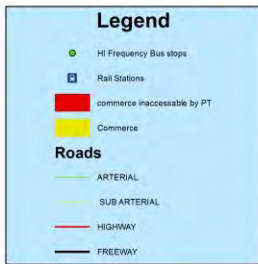 Legend
HI Frequency Bus stops
Rail Stations
commerce inaccessable by PT
Commerce
Roads
ARTERIAL
SUB ARTERIAL
HIGHWAY
FREEWAY